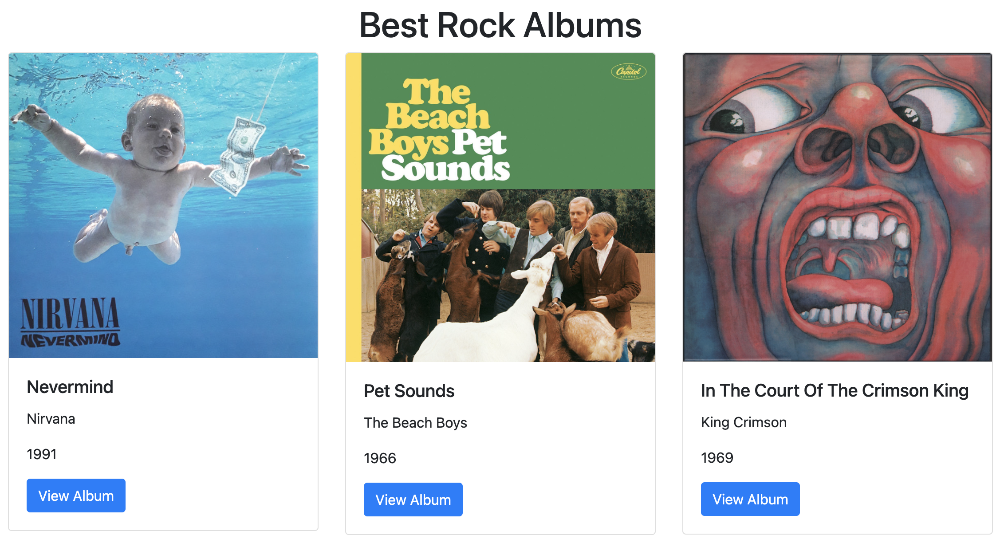 Best Rock Albums
NIRVANA
NEVERMIND
Nevermind
Nirvana
1991
View Album
Capitol
RECORDS
The
Beach
Boys Pet
Sounds
Pet Sounds
The Beach Boys
1966
View Album
In The Court Of The Crimson King
King Crimson
1969
View Album